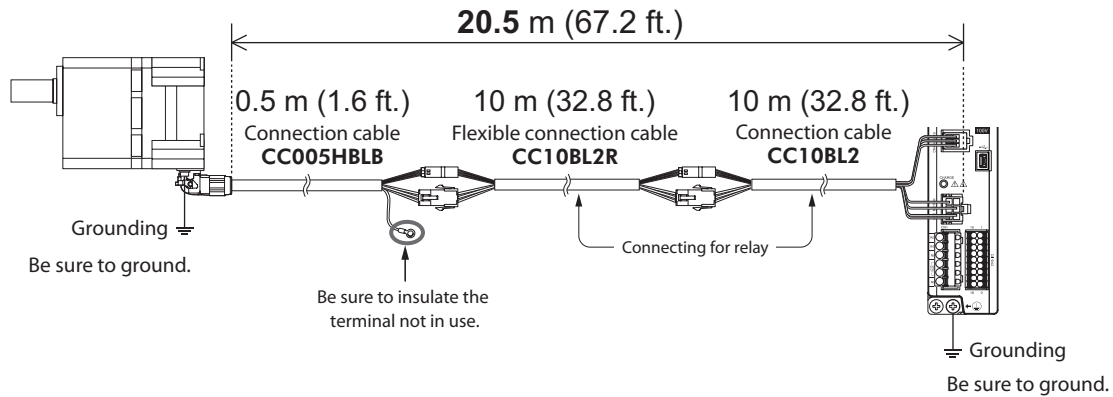 20.5 m (67.2 ft.)
0.5 m (1.6 ft.)
Connection cable
CC005HBLB
10 m (32.8 ft.)
Flexible connection cable
CC10BL2R
10 m (32.8 ft.)
Connection cable
CC10BL2
100V
CHARGE
Grounding
Be sure to ground.
Connecting for relay
Be sure to insulate the
terminal not in use.
Grounding
Be sure to ground.